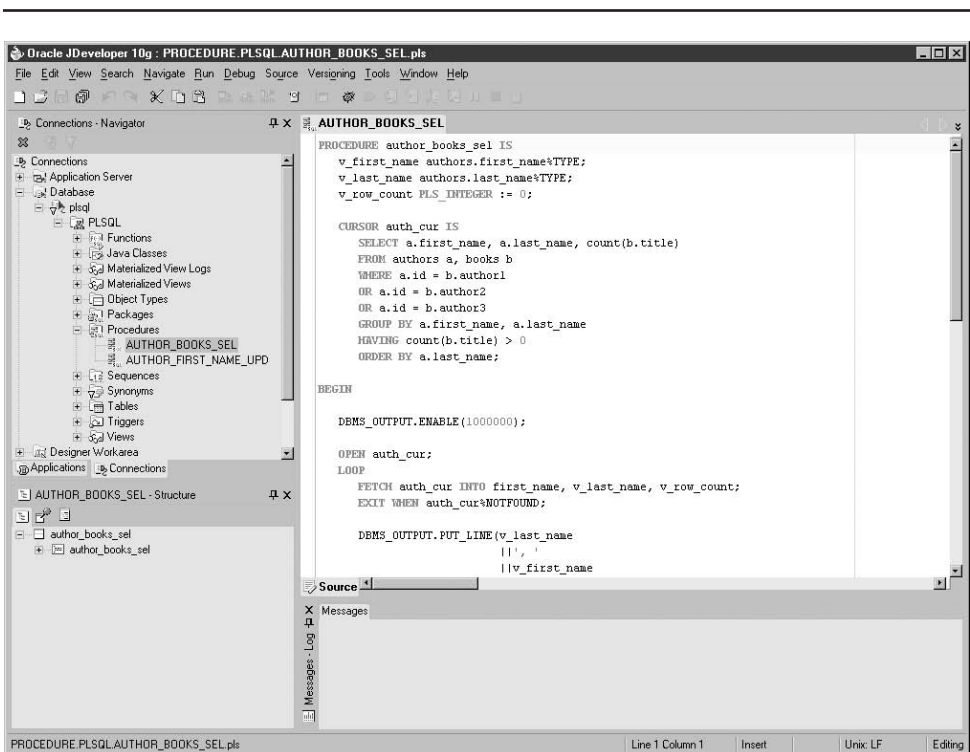 Oracle JDeveloper 10g : PROCEDURE.PLSQL.AUTHOR_BOOKS_SEL.pls
File Edit View Search Navigate Run Debug Source Versioning Tools Window Help
Connections - Navigator
Connections
Application Server
Database
plsql
PLSQL
Functions
Java Classes
Materialized View Logs
Materialized Views
Object Types
Packages
Procedures
AUTHOR_BOOKS_SEL
AUTHOR_FIRST_NAME_UPD
Sequences
Synonyms
Tables
Triggers
Views
Designer Workarea
Applications Connections
AUTHOR_BOOKS_SEL - Structure
author_books_sel
author_books_sel
AUTHOR_BOOKS_SEL
PROCEDURE author_books_sel IS
v_first_name authors.first_name%TYPE;
v_last_name authors.last_name%TYPE;
v_row_count PLS_INTEGER := 0;
CURSOR auth_cur IS
SELECT a.first_name, a.last_name, count(b.title)
FROM authors a, books b
WHERE a.id = b.author1
OR a.id = b.author2
OR a.id = b.author3
GROUP BY a.first_name, a.last_name
HAVING count(b.title) > 0
ORDER BY a.last_name;
BEGIN
DBMS_OUTPUT.ENABLE(1000000);
OPEN auth_cur;
LOOP
FETCH auth_cur INTO first_name, v_last_name, v_row_count;
EXIT WHEN auth_cur%NOTFOUND;
DBMS_OUTPUT.PUT_LINE(v_last_name
||', '
||v_first_name
Source
Messages
Messages - Log
PROCEDURE.PLSQL.AUTHOR_BOOKS_SEL.pls
Line 1 Column 1 Insert Unix: LF Editing